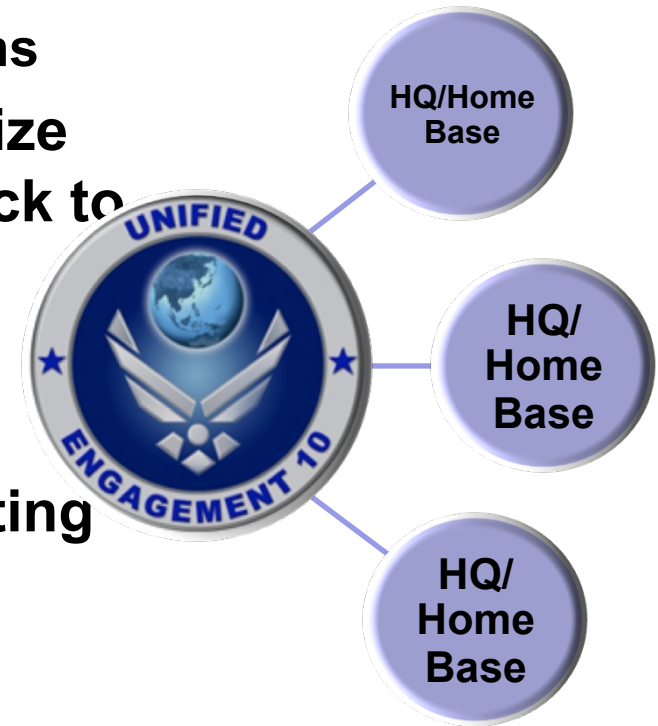 ns
ize
ck to
UNIFIED
ENGAGEMENT 10
ting
HQ/Home
Base
HQ/
Home
Base
HQ/
Home
Base